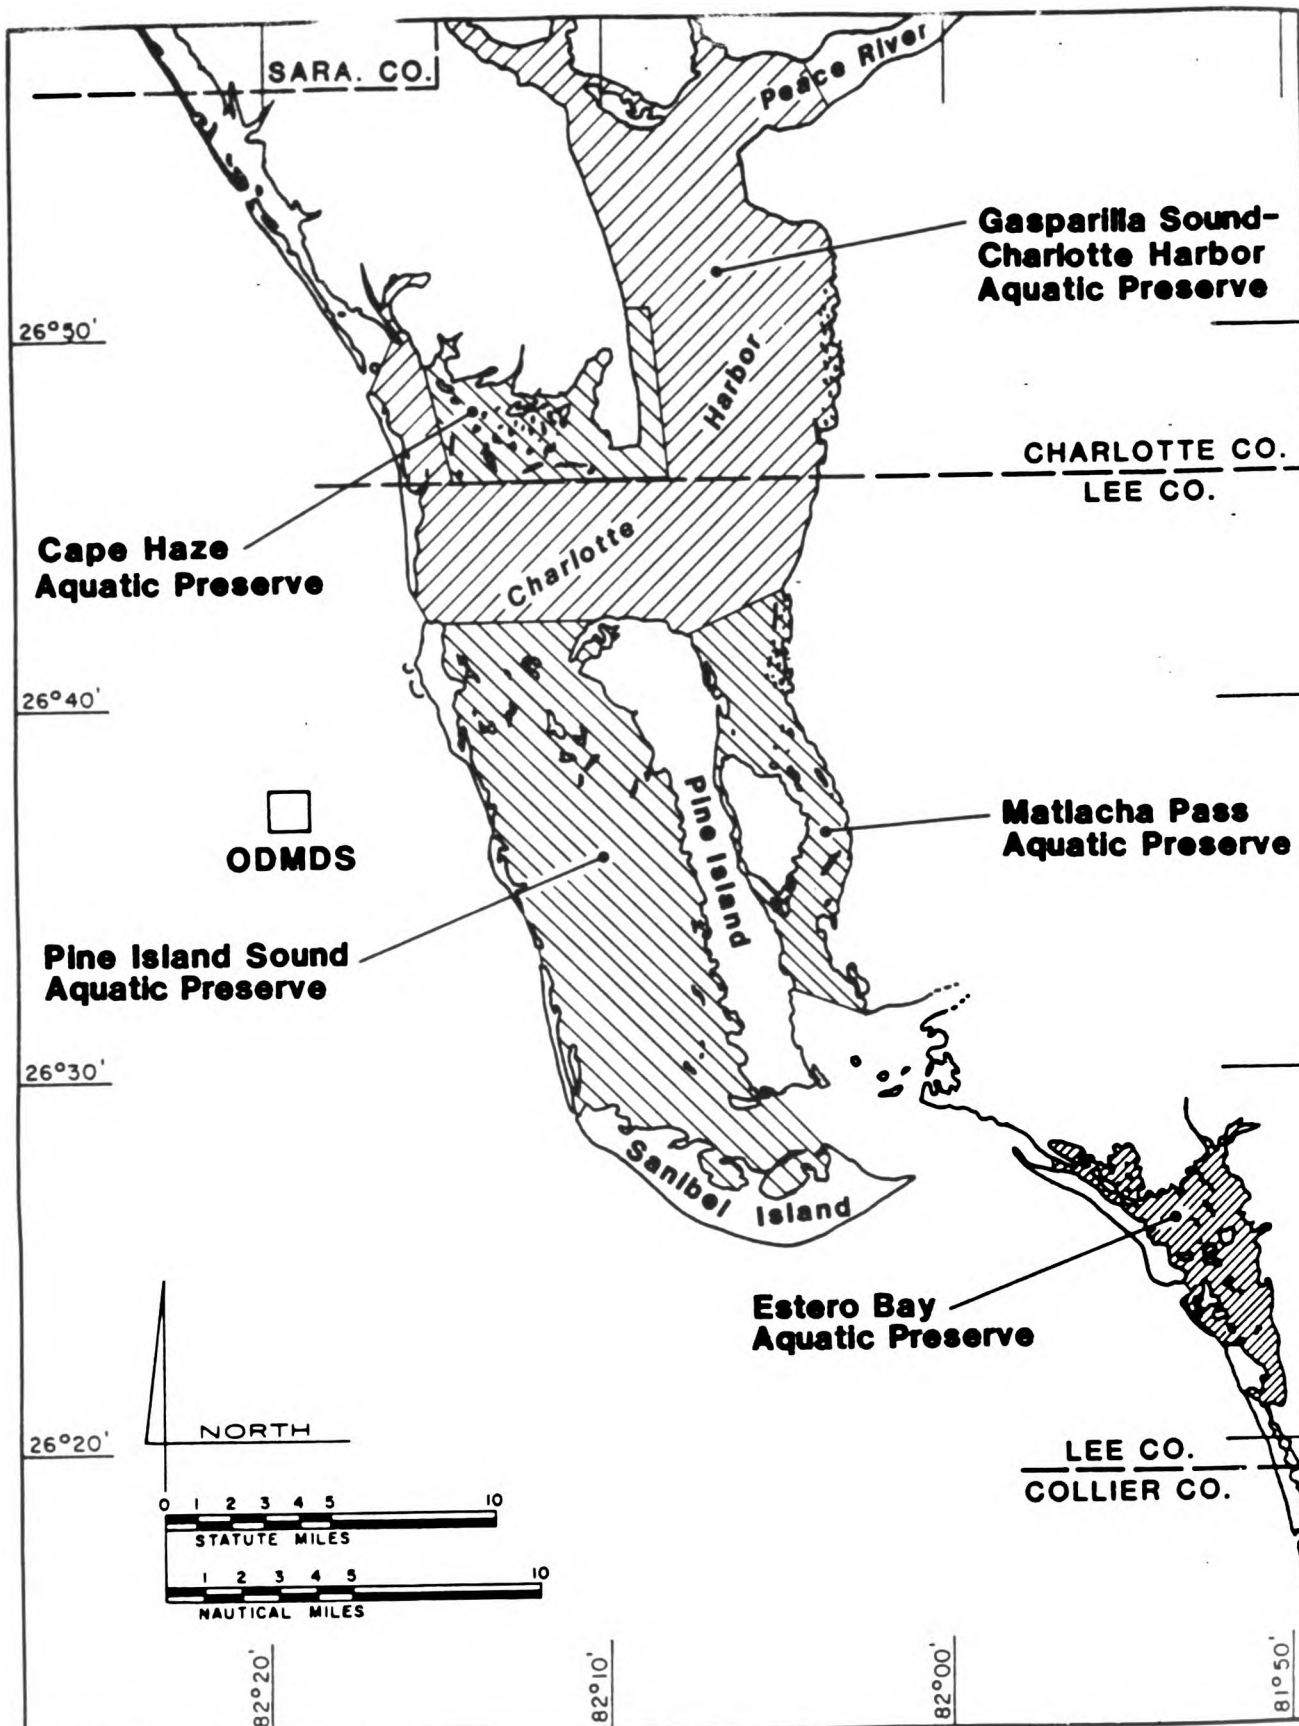 SARA. CO.
Peace River
Gasparilla Sound-
Charlotte Harbor
Aquatic Preserve
26°50'
Harbor
CHARLOTTE CO.
LEE CO.
Charlotte
Cape Haze
Aquatic Preserve
26°40'
ODMDS
Pine Island
Matlacha Pass
Aquatic Preserve
Pine Island Sound
Aquatic Preserve
26°30'
Sanibel Island
Estero Bay
Aquatic Preserve
NORTH
26°20'
LEE CO.
COLLIER CO.
0 1 2 3 4 5 10
STATUTE MILES
1 2 3 4 5 10
NAUTICAL MILES
82°20'
82°10'
82°00'
81°50'